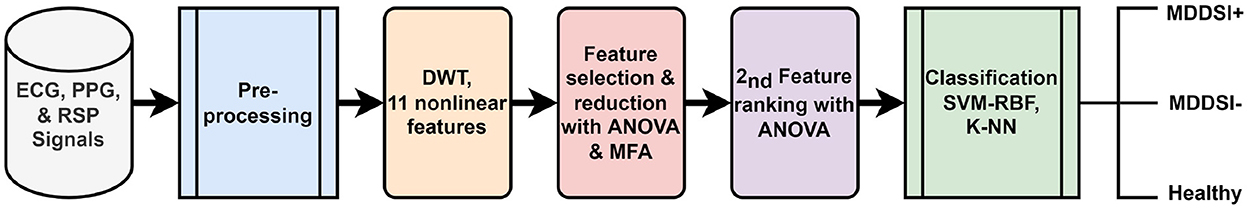 ECG, PPG,
& RSP
Signals
Pre-
processing
DWT,
11 nonlinear
features
Feature
selection &
reduction
with ANOVA
& MFA
2nd Feature
ranking with
ANOVA
Classification
SVM-RBF,
K-NN
MDDSI+
MDDSI-
Healthy